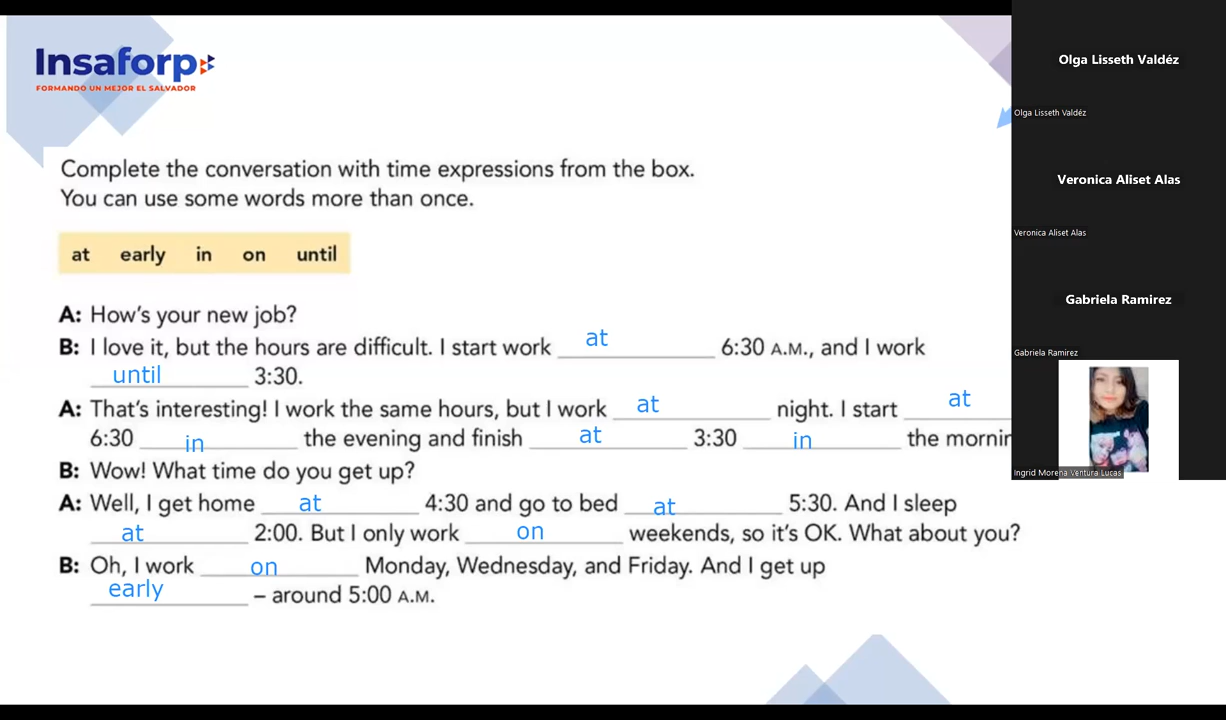 Insaforp
FORMANDO UN MEJOR EL SALVADOR
Complete the conversation with time expressions from the box.
You can use some words more than once.
at early in on until
A: How's your new job?
B: I love it, but the hours are difficult. I start work at 6:30 A.M., and I work
until 3:30.
A: That's interesting! I work the same hours, but I work at night. I start at
6:30 in the evening and finish at 3:30 in the mornin
B: Wow! What time do you get up?
A: Well, I get home at 4:30 and go to bed at 5:30. And I sleep
at 2:00. But I only work on weekends, so it's OK. What about you?
B: Oh, I work on Monday, Wednesday, and Friday. And I get up
early – around 5:00 A.M.
Olga Lisseth Valdéz
Olga Lisseth Valdéz
Veronica Aliset Alas
Veronica Aliset Alas
Gabriela Ramirez
Gabriela Ramirez
Ingrid Morena Ventura Lucas